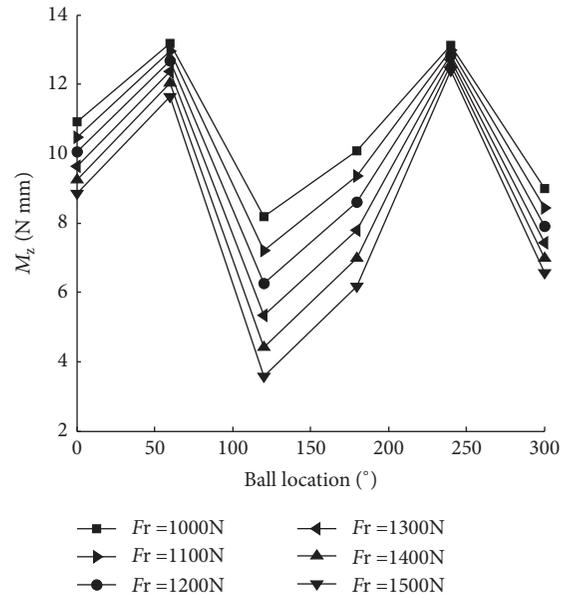 14
12
10
8
6
4
2
M_z (N mm)
0 50 100 150 200 250 300
Ball location (°)
Fr =1000N
Fr =1100N
Fr =1200N
Fr =1300N
Fr =1400N
Fr =1500N